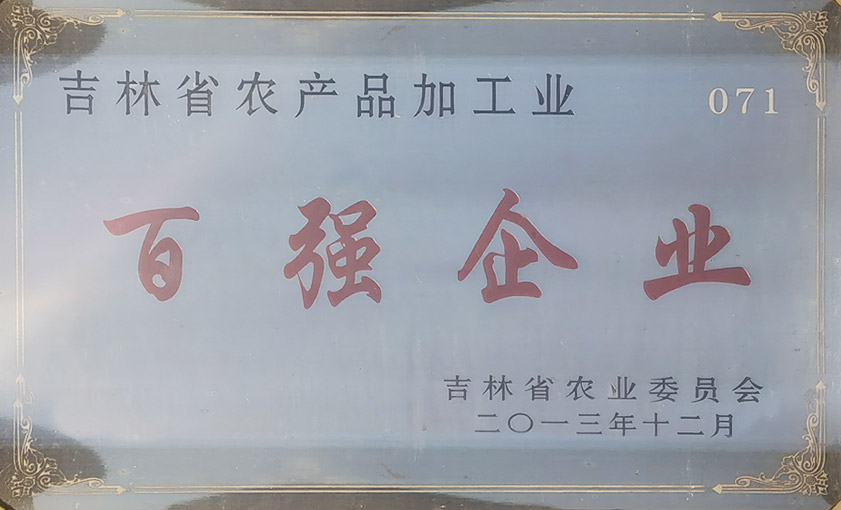 吉林省农产品加工业 071
百强企业
吉林省农业委员会
二〇一三年十二月